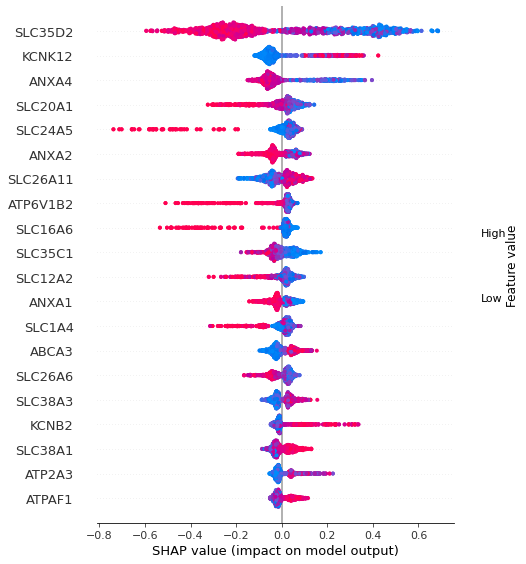 SLC35D2
KCNK12
ANXA4
SLC20A1
SLC24A5
ANXA2
SLC26A11
ATP6V1B2
SLC16A6
SLC35C1
SLC12A2
ANXA1
SLC1A4
ABCA3
SLC26A6
SLC38A3
KCNB2
SLC38A1
ATP2A3
ATPAF1
−0.8 −0.6 −0.4 −0.2 0.0 0.2 0.4 0.6
SHAP value (impact on model output)
High
Low
Feature value